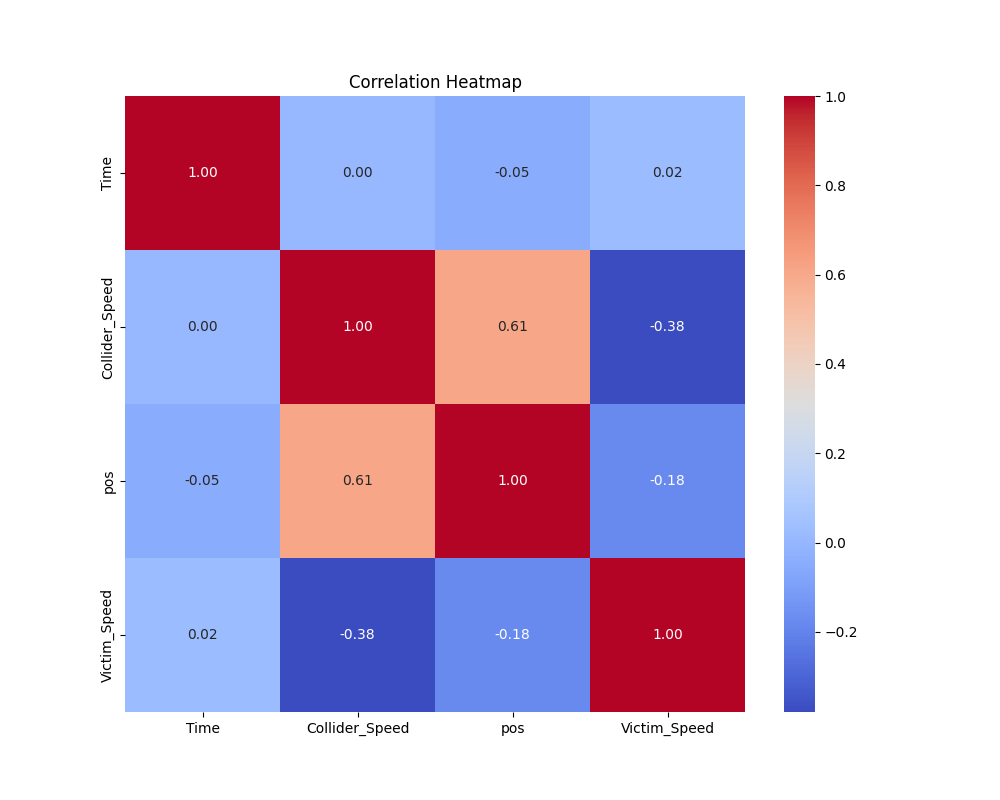 Correlation Heatmap
Time 1.00 0.00 -0.05 0.02
Collider_Speed 0.00 1.00 0.61 -0.38
pos -0.05 0.61 1.00 -0.18
Victim_Speed 0.02 -0.38 -0.18 1.00
Time Collider_Speed pos Victim_Speed
1.0
0.8
0.6
0.4
0.2
0.0
−0.2